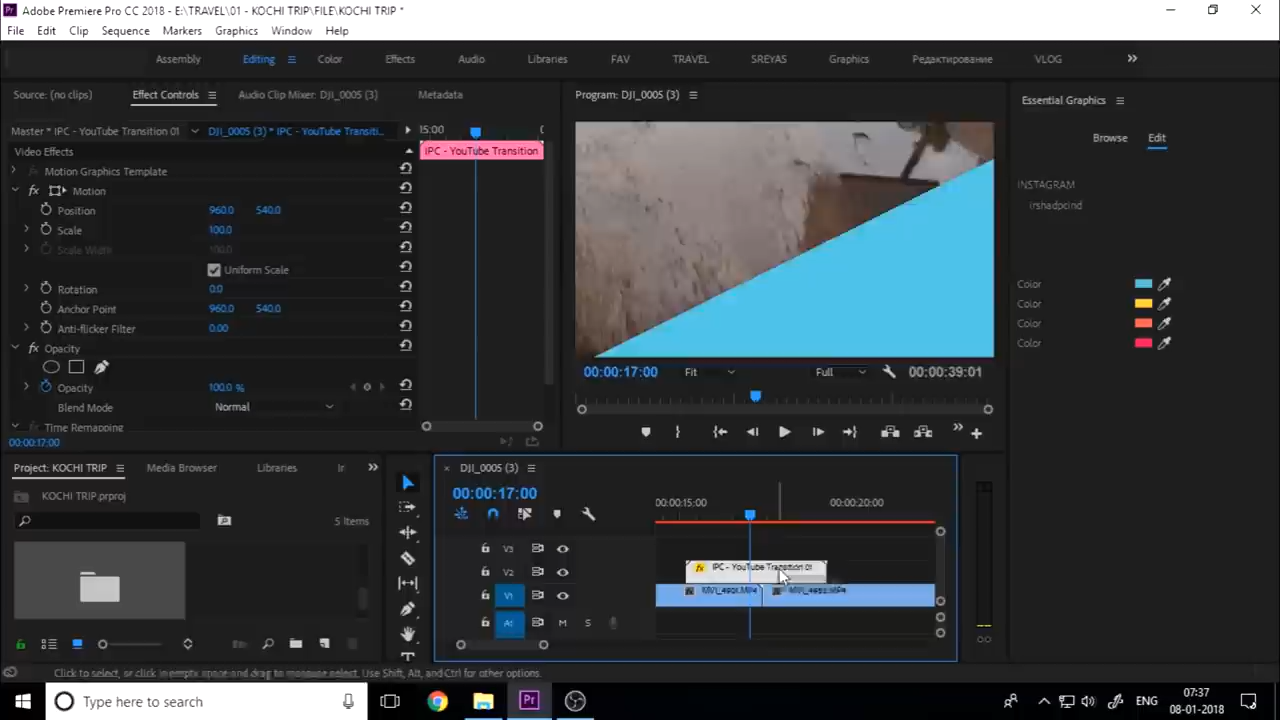 Adobe Premiere Pro CC 2018 - E:\TRAVEL\01 - KOCHI TRIP\FILE\KOCHI TRIP *
File Edit Clip Sequence Markers Graphics Window Help
Assembly Editing Color Effects Audio Libraries FAV TRAVEL SREYAS Graphics Редактирование VLOG
Source: (no clips) Effect Controls Audio Clip Mixer: DJI_0005 (3) Metadata
Program: DJI_0005 (3)
Essential Graphics
Browse Edit
INSTAGRAM
irshadpcind
Color
Color
Color
Color
Master * IPC - YouTube Transition 01 DJI_0005 (3) * IPC - YouTube Transiti...
15:00
IPC - YouTube Transition
Video Effects
Motion Graphics Template
fx Motion
Position 960.0 540.0
Scale 100.0
Scale Width 100.0
Uniform Scale
Rotation 0.0
Anchor Point 960.0 540.0
Anti-flicker Filter 0.00
fx Opacity
Opacity 100.0 %
Blend Mode Normal
Time Remapping
00:00:17:00
00:00:17:00 Fit Full 00:00:39:01
Project: KOCHI TRIP Media Browser Libraries
KOCHI TRIP.prproj
5 Items
DJI_0005 (3)
00:00:17:00
00:00:15:00 00:00:20:00
V3
V2 fx IPC - YouTube Transition 01
V1
A1 M S
Click to select, or click in empty space and drag to marquee select. Use Shift, Alt, and Ctrl for other options.
Type here to search
Pr
ENG
07:37
08-01-2018